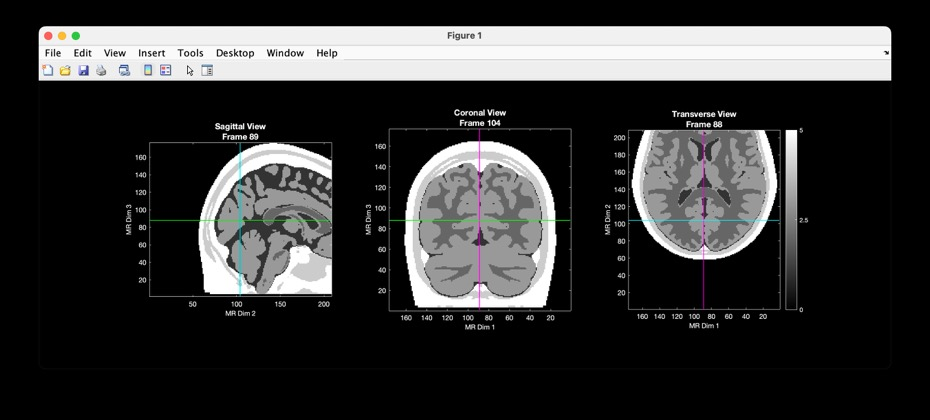 Figure 1
File Edit View Insert Tools Desktop Window Help
Sagittal View
Frame 89
160
140
120
100
80
60
40
20
MR Dim 3
50 100 150 200
MR Dim 2
Coronal View
Frame 104
160
140
120
100
80
60
40
20
MR Dim 3
160 140 120 100 80 60 40 20
MR Dim 1
Transverse View
Frame 88
200
180
160
140
120
100
80
60
40
20
MR Dim 2
160 140 120 100 80 60 40 20
MR Dim 1
5
2.5
0